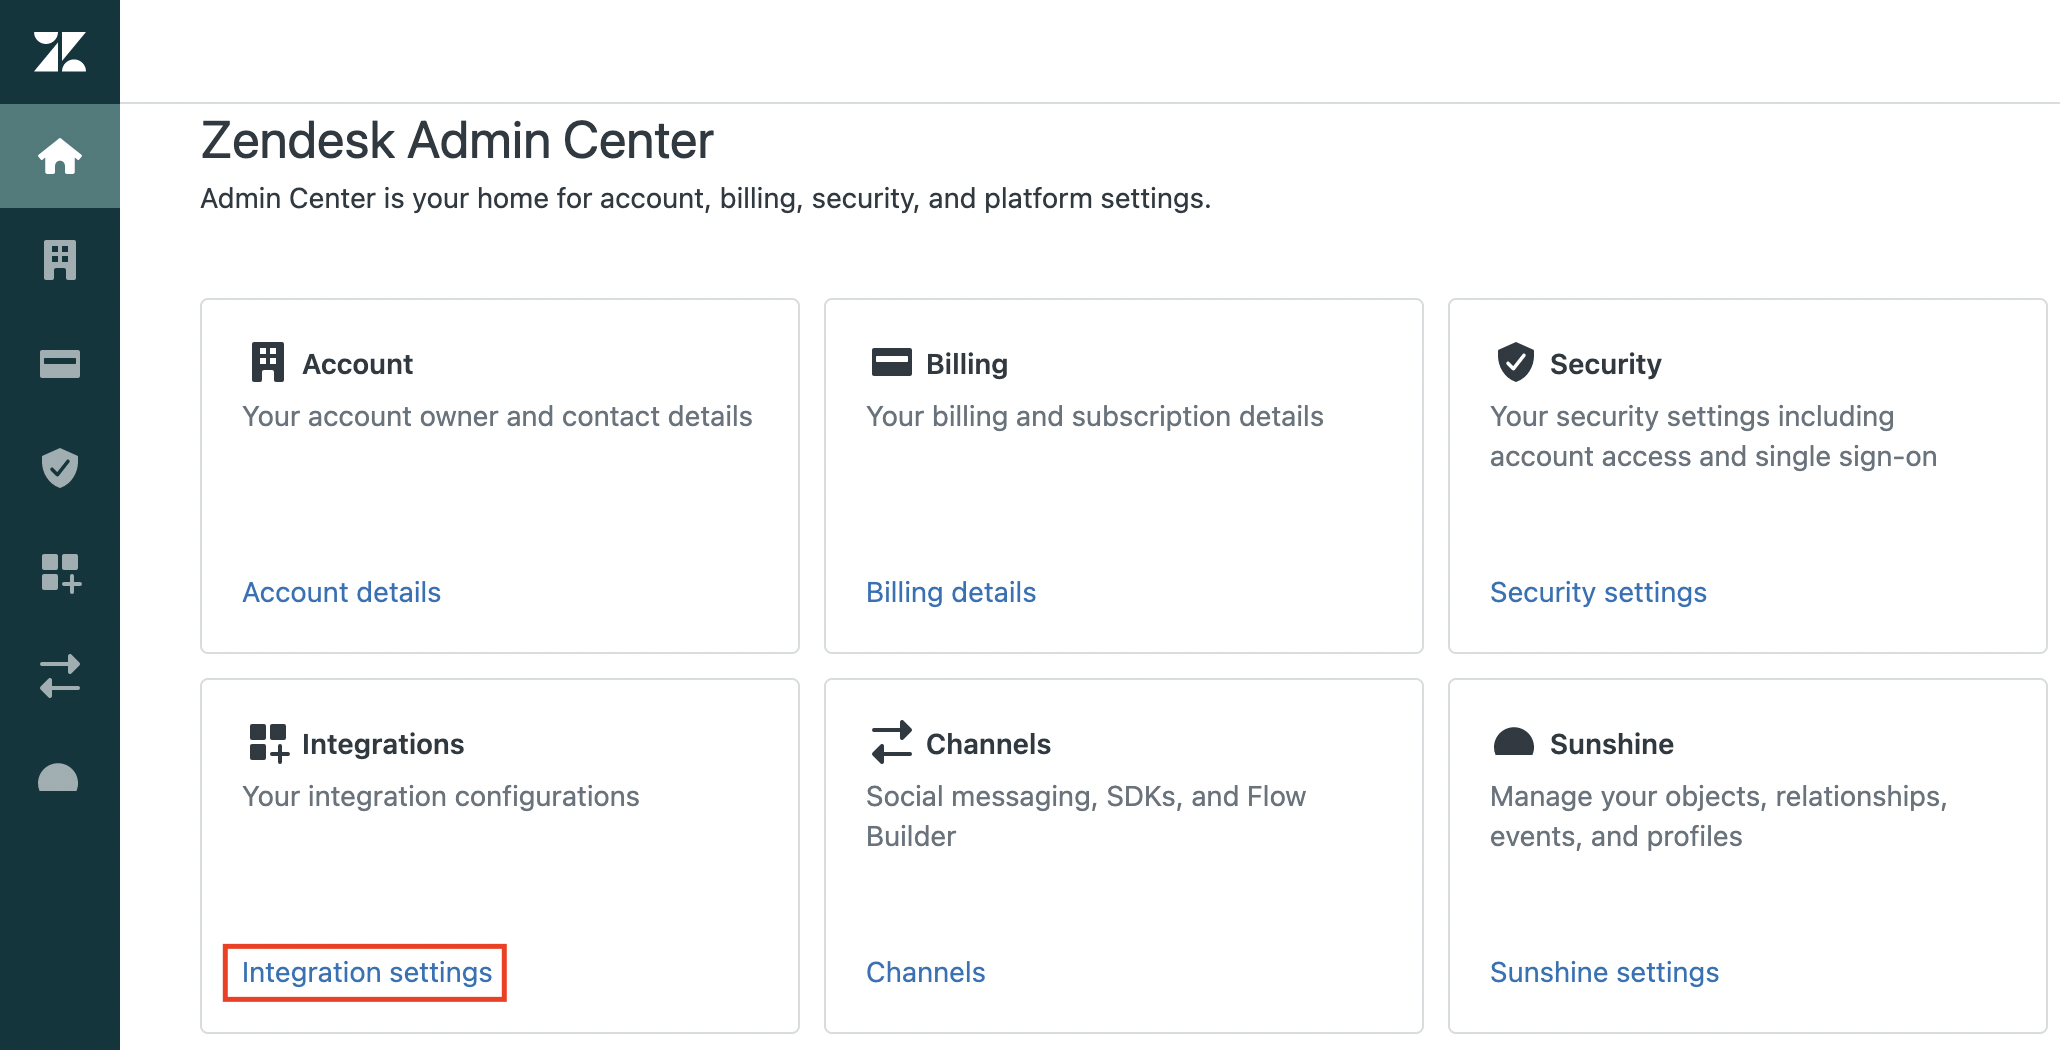 Zendesk Admin Center
Admin Center is your home for account, billing, security, and platform settings.
Account
Your account owner and contact details
Account details
Billing
Your billing and subscription details
Billing details
Security
Your security settings including
account access and single sign-on
Security settings
Integrations
Your integration configurations
Integration settings
Channels
Social messaging, SDKs, and Flow
Builder
Channels
Sunshine
Manage your objects, relationships,
events, and profiles
Sunshine settings